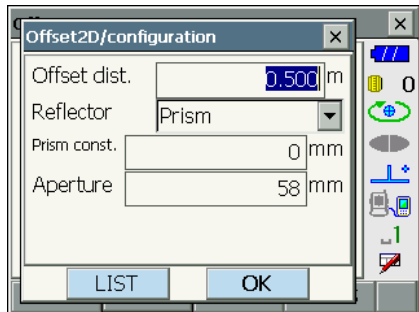 Offset2D/configuration
Offset dist. 0.500 m
Reflector Prism
Prism const. 0 mm
Aperture 58 mm
LIST OK
0
1